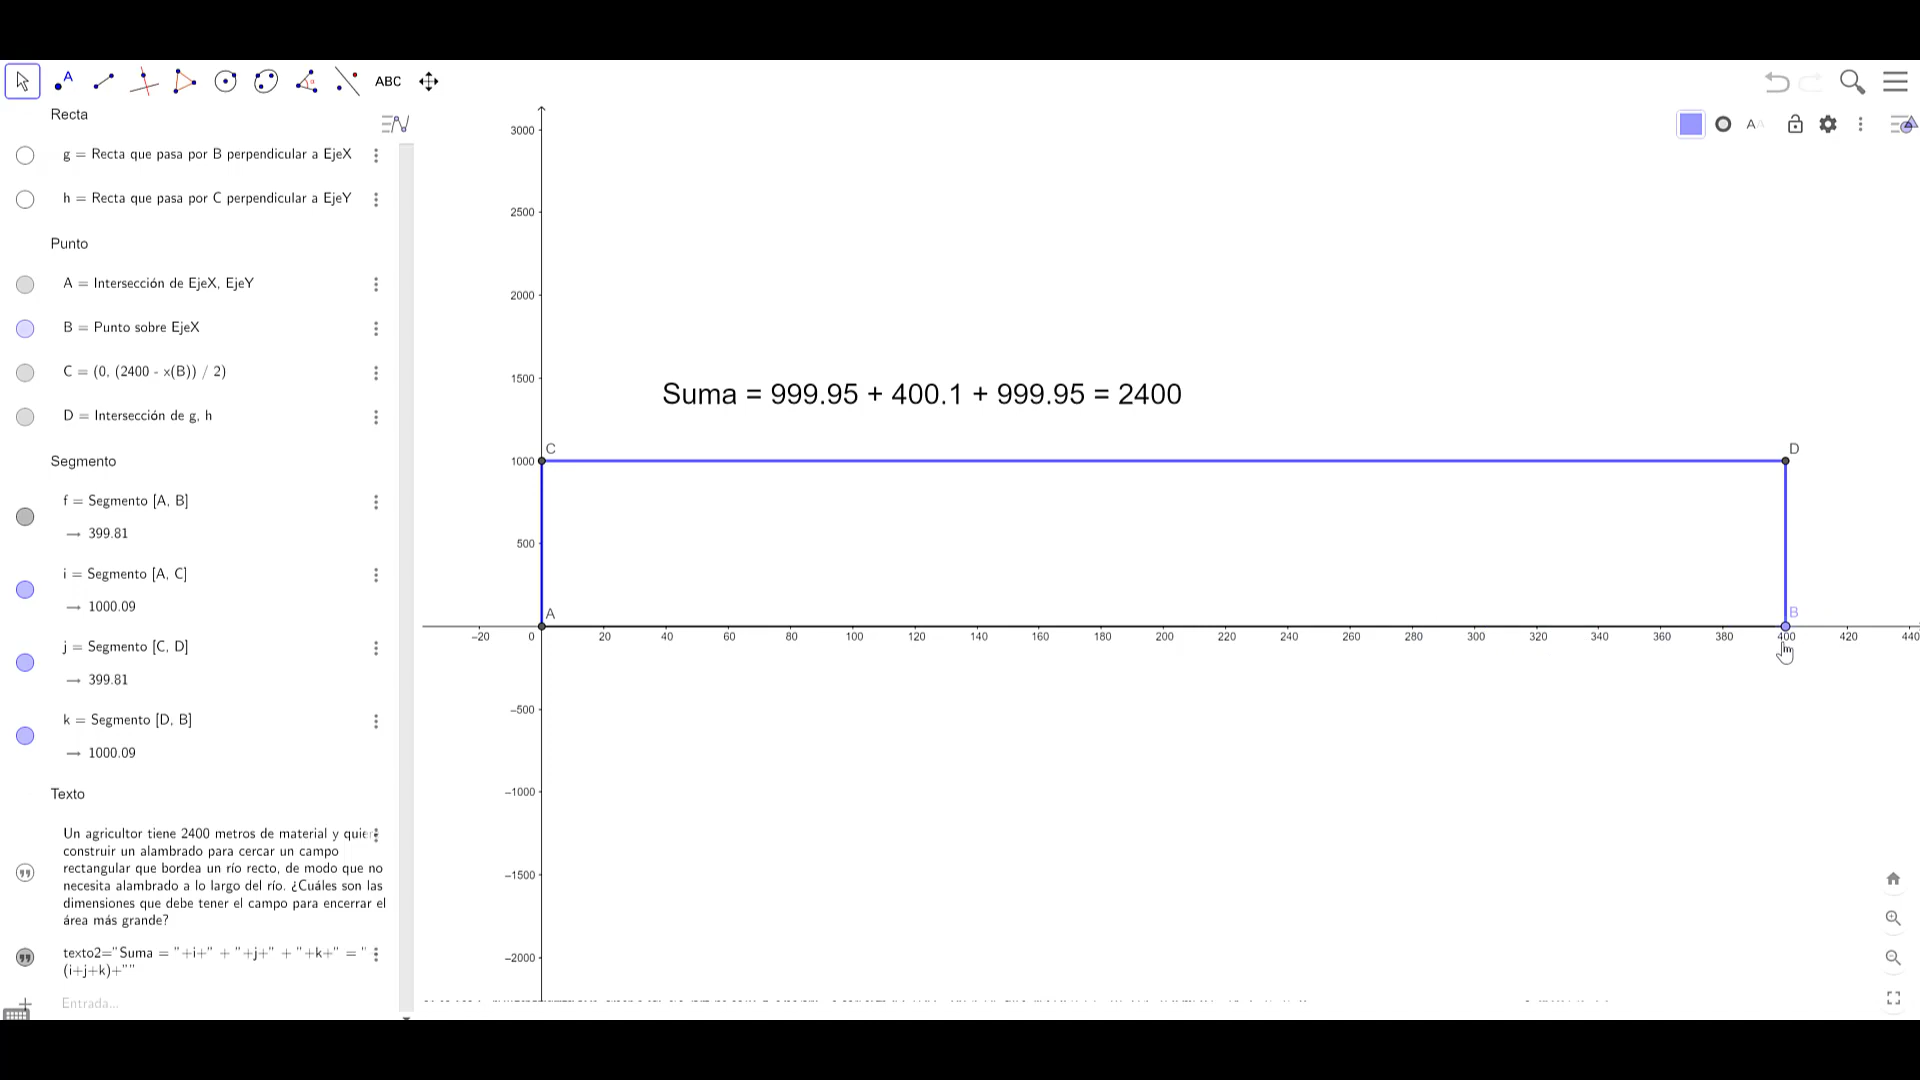 ABC
Recta
g = Recta que pasa por B perpendicular a EjeX
h = Recta que pasa por C perpendicular a EjeY
Punto
A = Intersección de EjeX, EjeY
B = Punto sobre EjeX
C = (0, (2400 - x(B)) / 2)
D = Intersección de g, h
Segmento
f = Segmento [A, B]
→ 399.81
i = Segmento [A, C]
→ 1000.09
j = Segmento [C, D]
→ 399.81
k = Segmento [D, B]
→ 1000.09
Texto
Un agricultor tiene 2400 metros de material y quier
construir un alambrado para cercar un campo
rectangular que bordea un río recto, de modo que no
necesita alambrado a lo largo del río. ¿Cuáles son las
dimensiones que debe tener el campo para encerrar el
área más grande?
texto2="Suma = "+i+" + "+j+" + "+k+" = "
(i+j+k)+""
Entrada...
3000
2500
2000
1500
1000
500
–500
–1000
–1500
–2000
Suma = 999.95 + 400.1 + 999.95 = 2400
C
D
A
B
–20 0 20 40 60 80 100 120 140 160 180 200 220 240 260 280 300 320 340 360 380 400 420 440